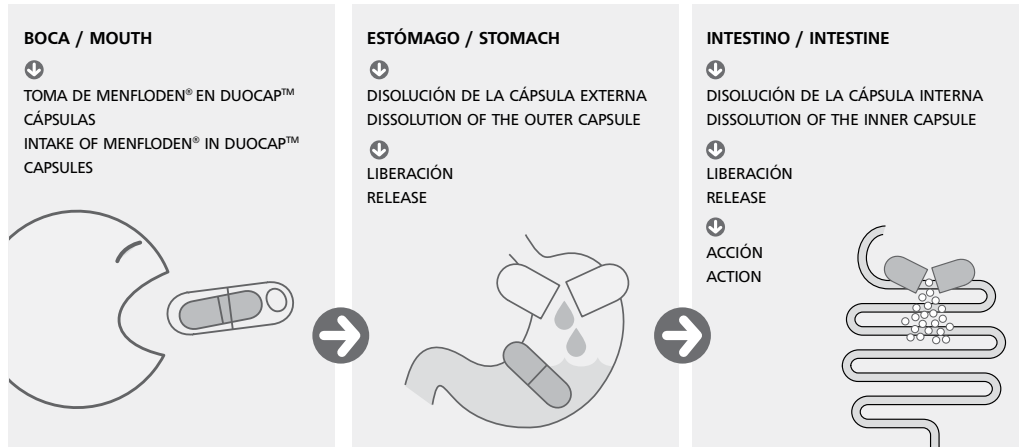 BOCA / MOUTH
TOMA DE MENFLODEN® EN DUOCAP™
CÁPSULAS
INTAKE OF MENFLODEN® IN DUOCAP™
CAPSULES
ESTÓMAGO / STOMACH
DISOLUCIÓN DE LA CÁPSULA EXTERNA
DISSOLUTION OF THE OUTER CAPSULE
LIBERACIÓN
RELEASE
INTESTINO / INTESTINE
DISOLUCIÓN DE LA CÁPSULA INTERNA
DISSOLUTION OF THE INNER CAPSULE
LIBERACIÓN
RELEASE
ACCIÓN
ACTION